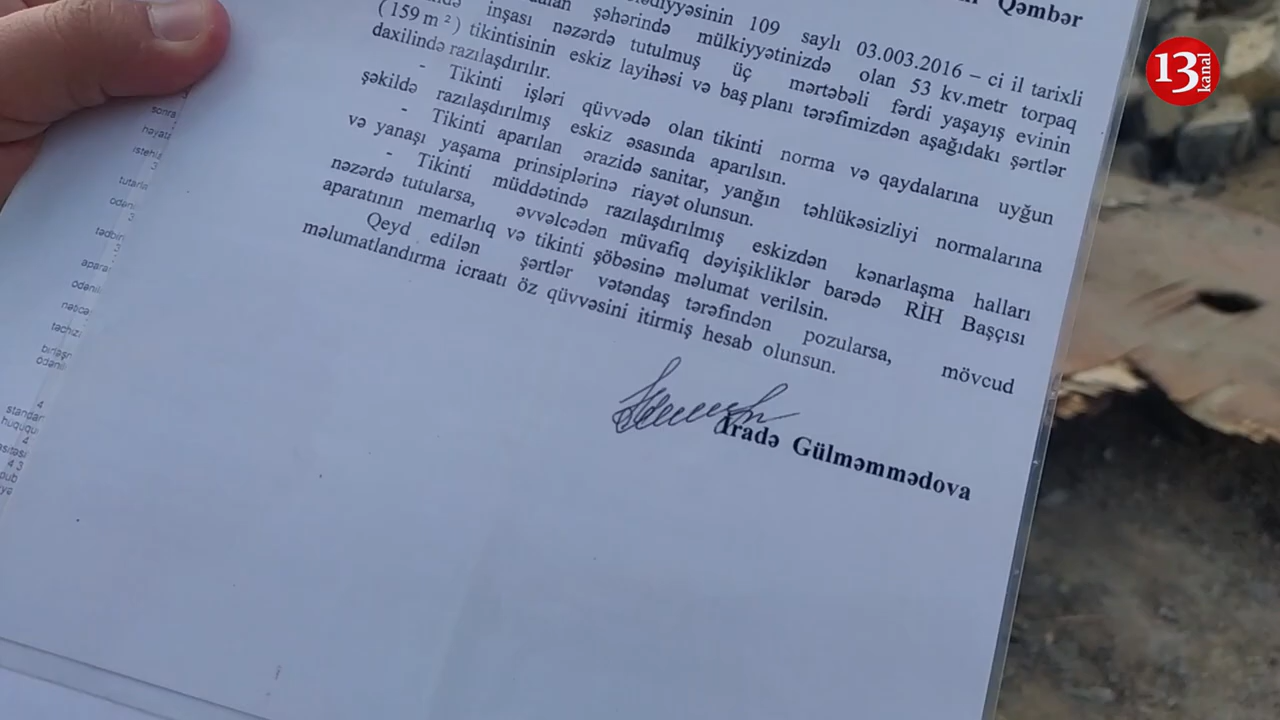 Qəmbər
109 saylı 03.003.2016 – ci il tarixli
şəhərində mülkiyyətinizdə olan 53 kv.metr torpaq
inşası nəzərdə tutulmuş üç mərtəbəli fərdi yaşayış evinin
( 159 m ² ) tikintisinin eskiz layihəsi və baş planı tərəfimizdən aşağıdakı şərtlər
daxilində razılaşdırılır.
- Tikinti işləri qüvvədə olan tikinti norma və qaydalarına uyğun
şəkildə razılaşdırılmış eskiz əsasında aparılsın.
- Tikinti aparılan ərazidə sanitar, yanğın təhlükəsizliyi normalarına
və yanaşı yaşama prinsiplərinə riayət olunsun.
- Tikinti müddətində razılaşdırılmış eskizdən kənarlaşma halları
nəzərdə tutularsa, əvvəlcədən müvafiq dəyişikliklər barədə RİH Başçısı
aparatının memarlıq və tikinti şöbəsinə məlumat verilsin.
Qeyd edilən şərtlər vətəndaş tərəfindən pozularsa, mövcud
məlumatlandırma icraatı öz qüvvəsini itirmiş hesab olunsun.
İradə Gülməmmədova
13
kanal